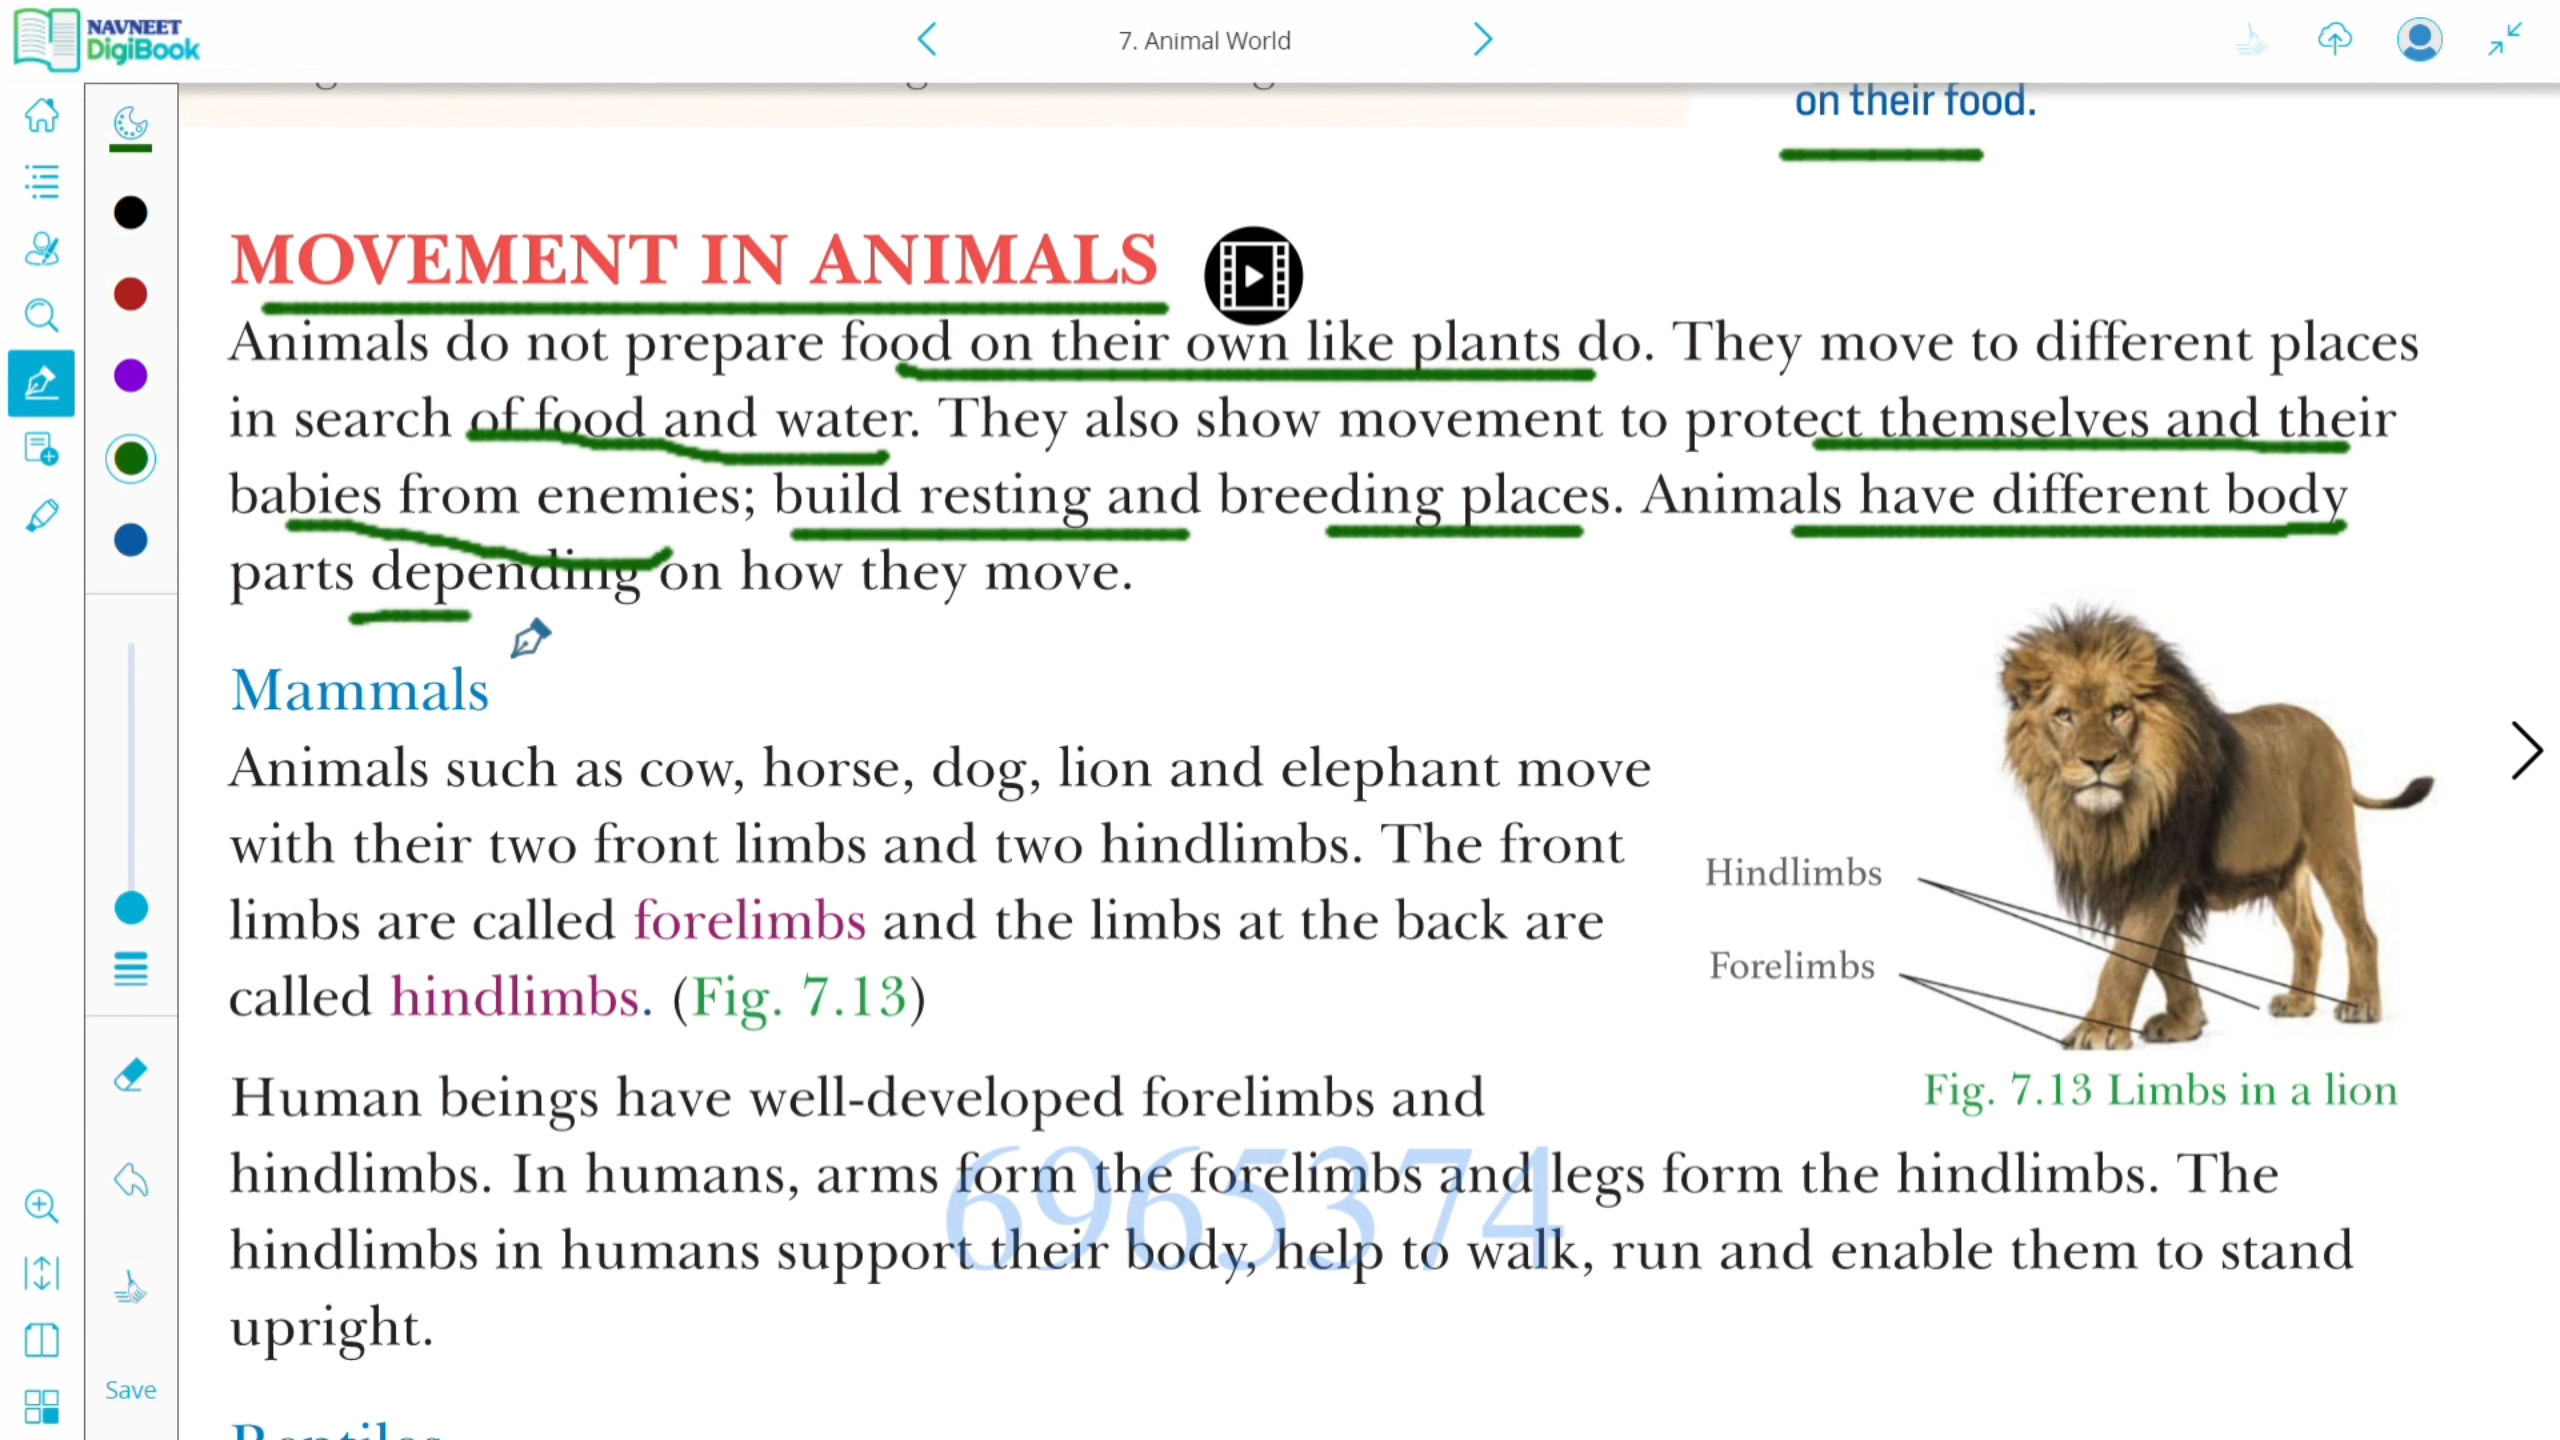 NAVNEET
DigiBook
7. Animal World
on their food.
MOVEMENT IN ANIMALS
Animals do not prepare food on their own like plants do. They move to different places
in search of food and water. They also show movement to protect themselves and their
babies from enemies; build resting and breeding places. Animals have different body
parts depending on how they move.
Mammals
Animals such as cow, horse, dog, lion and elephant move
with their two front limbs and two hindlimbs. The front
limbs are called forelimbs and the limbs at the back are
called hindlimbs. (Fig. 7.13)
Hindlimbs
Forelimbs
Fig. 7.13 Limbs in a lion
Human beings have well-developed forelimbs and
hindlimbs. In humans, arms form the forelimbs and legs form the hindlimbs. The
hindlimbs in humans support their body, help to walk, run and enable them to stand
upright.
6965374
Save